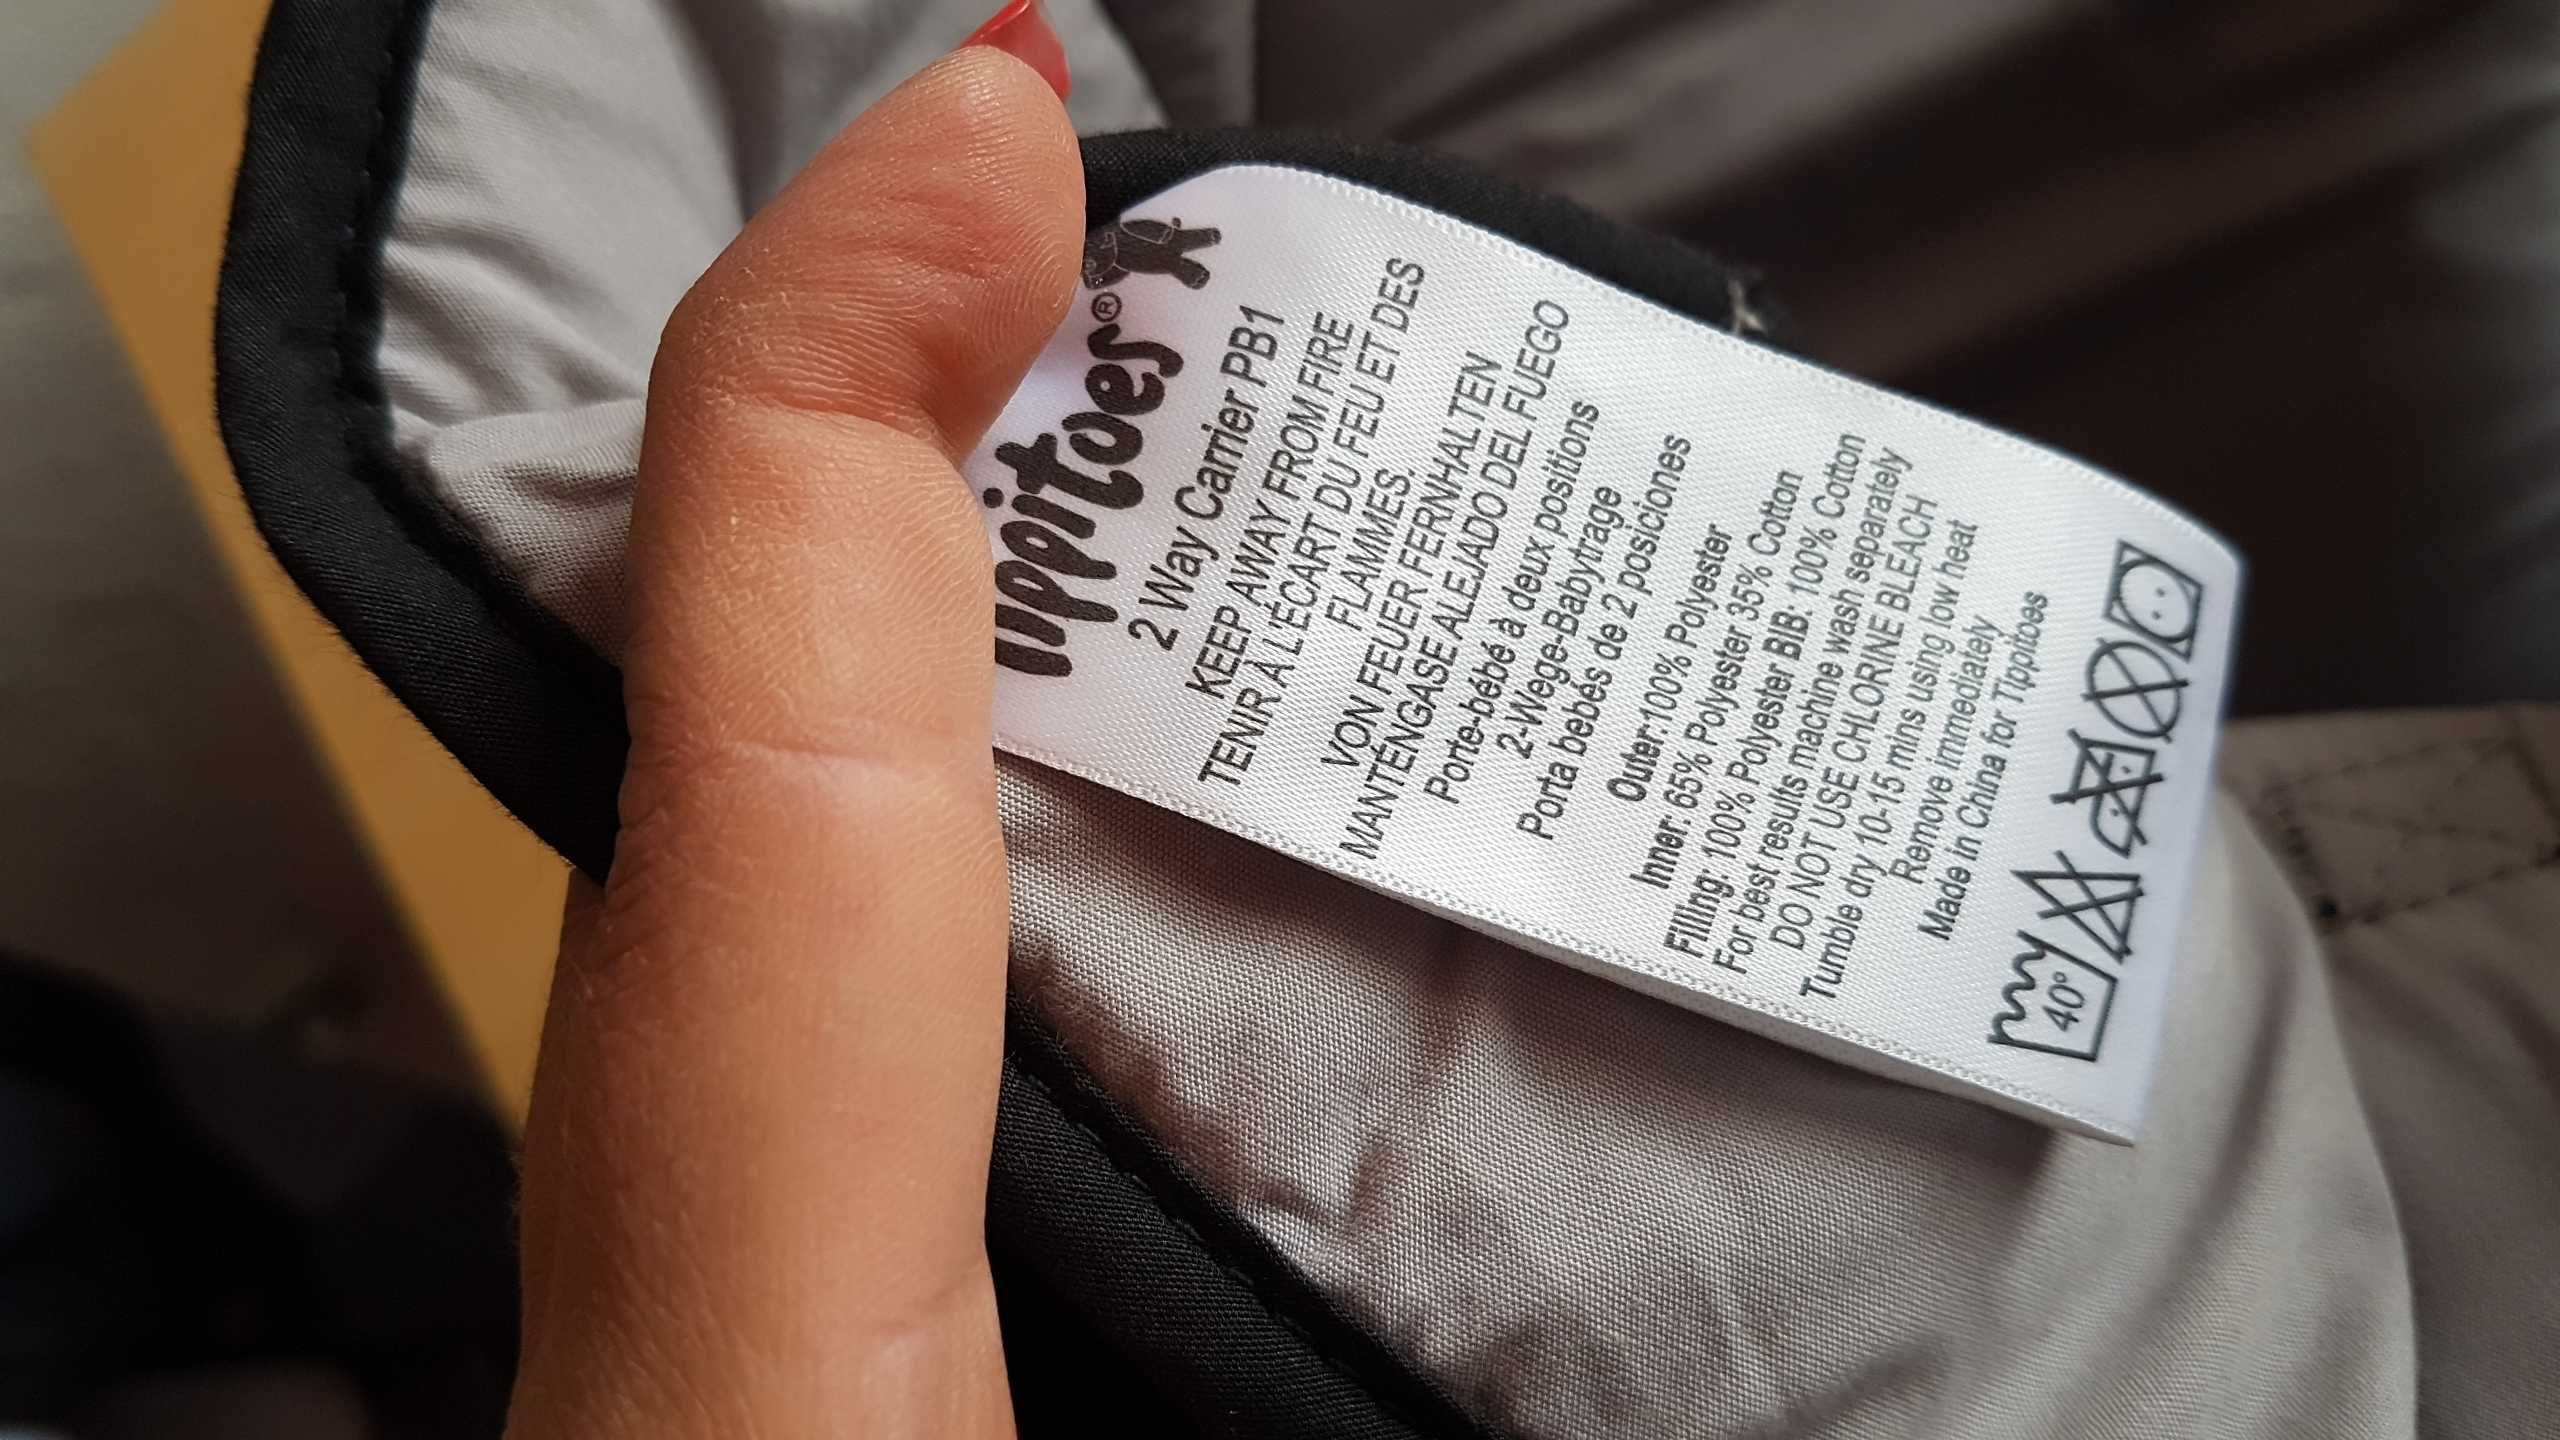 Tippitoes®
2 Way Carrier PB1
KEEP AWAY FROM FIRE
TENIR À L'ÉCART DU FEU ET DES
FLAMMES.
VON FEUER FERNHALTEN
MANTÉNGASE ALEJADO DEL FUEGO
Porte-bébé à deux positions
2-Wege-Babytrage
Porta bebés de 2 posiciones
Outer:100% Polyester
Inner: 65% Polyester 35% Cotton
Filling: 100% Polyester BIB: 100% Cotton
For best results machine wash separately
DO NOT USE CHLORINE BLEACH
Tumble dry 10-15 mins using low heat
Remove immediately
Made in China for Tippitoes
40°